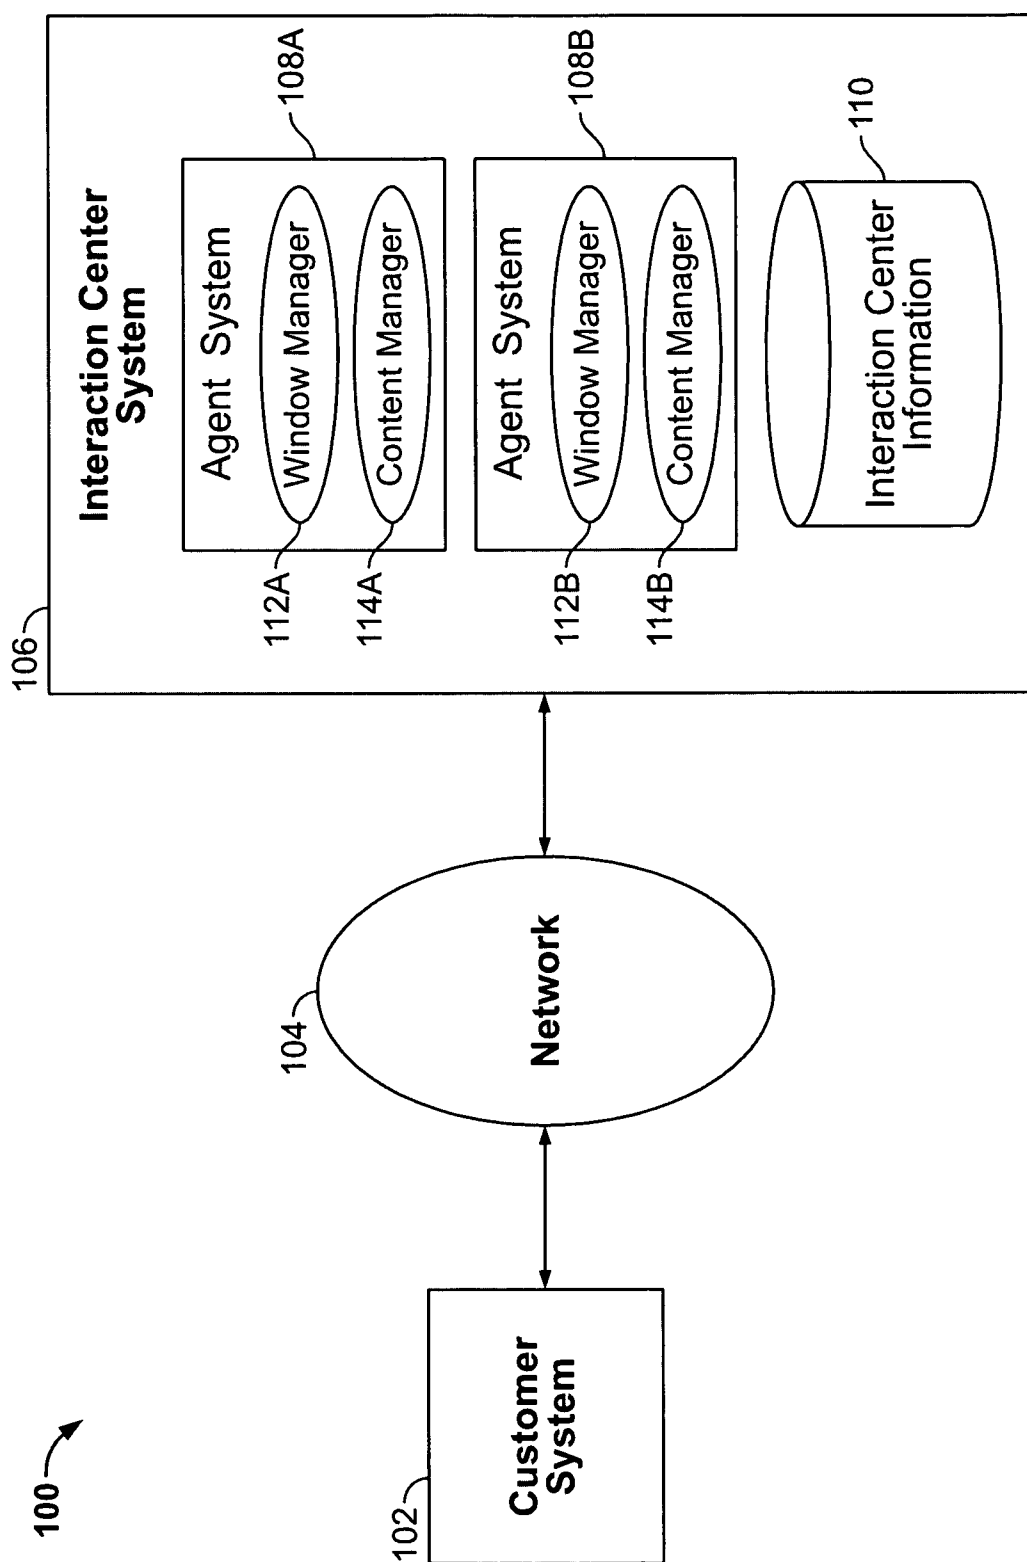 100
102
Customer
System
104
Network
106
Interaction Center
System
Agent System
108A
Window Manager
112A
Content Manager
114A
Agent System
108B
Window Manager
112B
Content Manager
114B
110
Interaction Center
Information